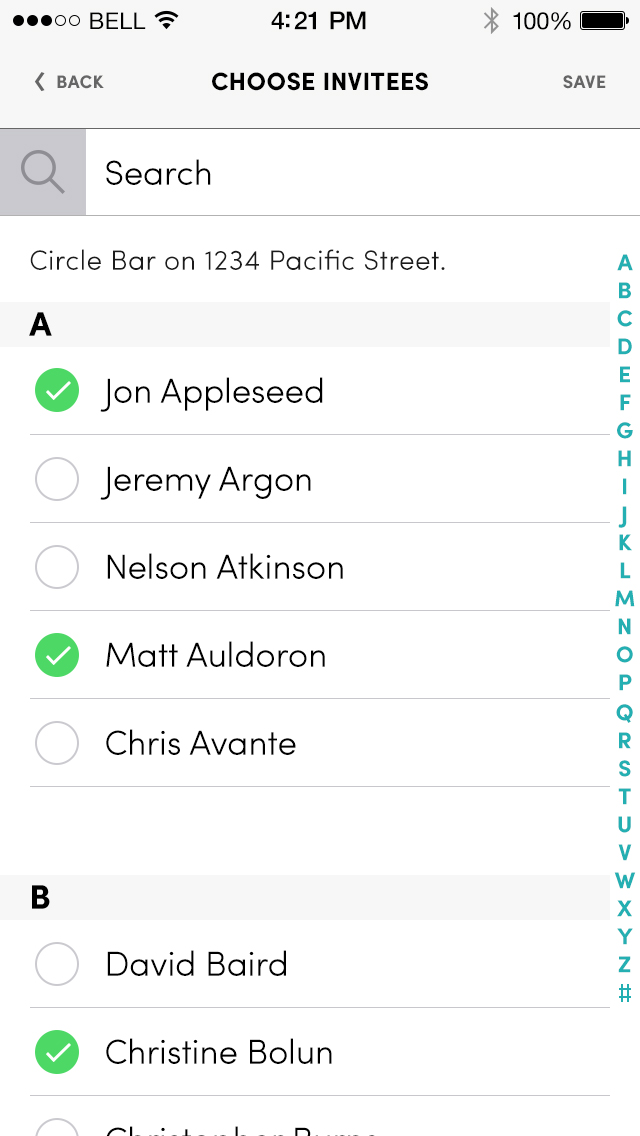 BELL 4:21 PM 100%
BACK CHOOSE INVITEES SAVE
Search
Circle Bar on 1234 Pacific Street.
A
Jon Appleseed
Jeremy Argon
Nelson Atkinson
Matt Auldoron
Chris Avante
B
David Baird
Christine Bolun
A
B
C
D
E
F
G
H
I
J
K
L
M
N
O
P
Q
R
S
T
U
V
W
X
Y
Z
#